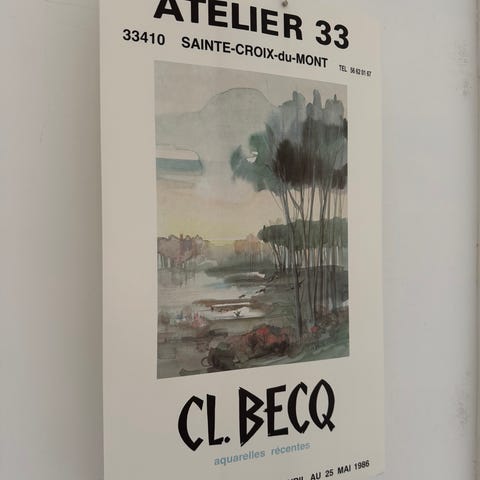 ATELIER 33
33410 SAINTE-CROIX-du-MONT
TEL 56 62 01 67
CL. BECQ
aquarelles récentes
AU 25 MAI 1986